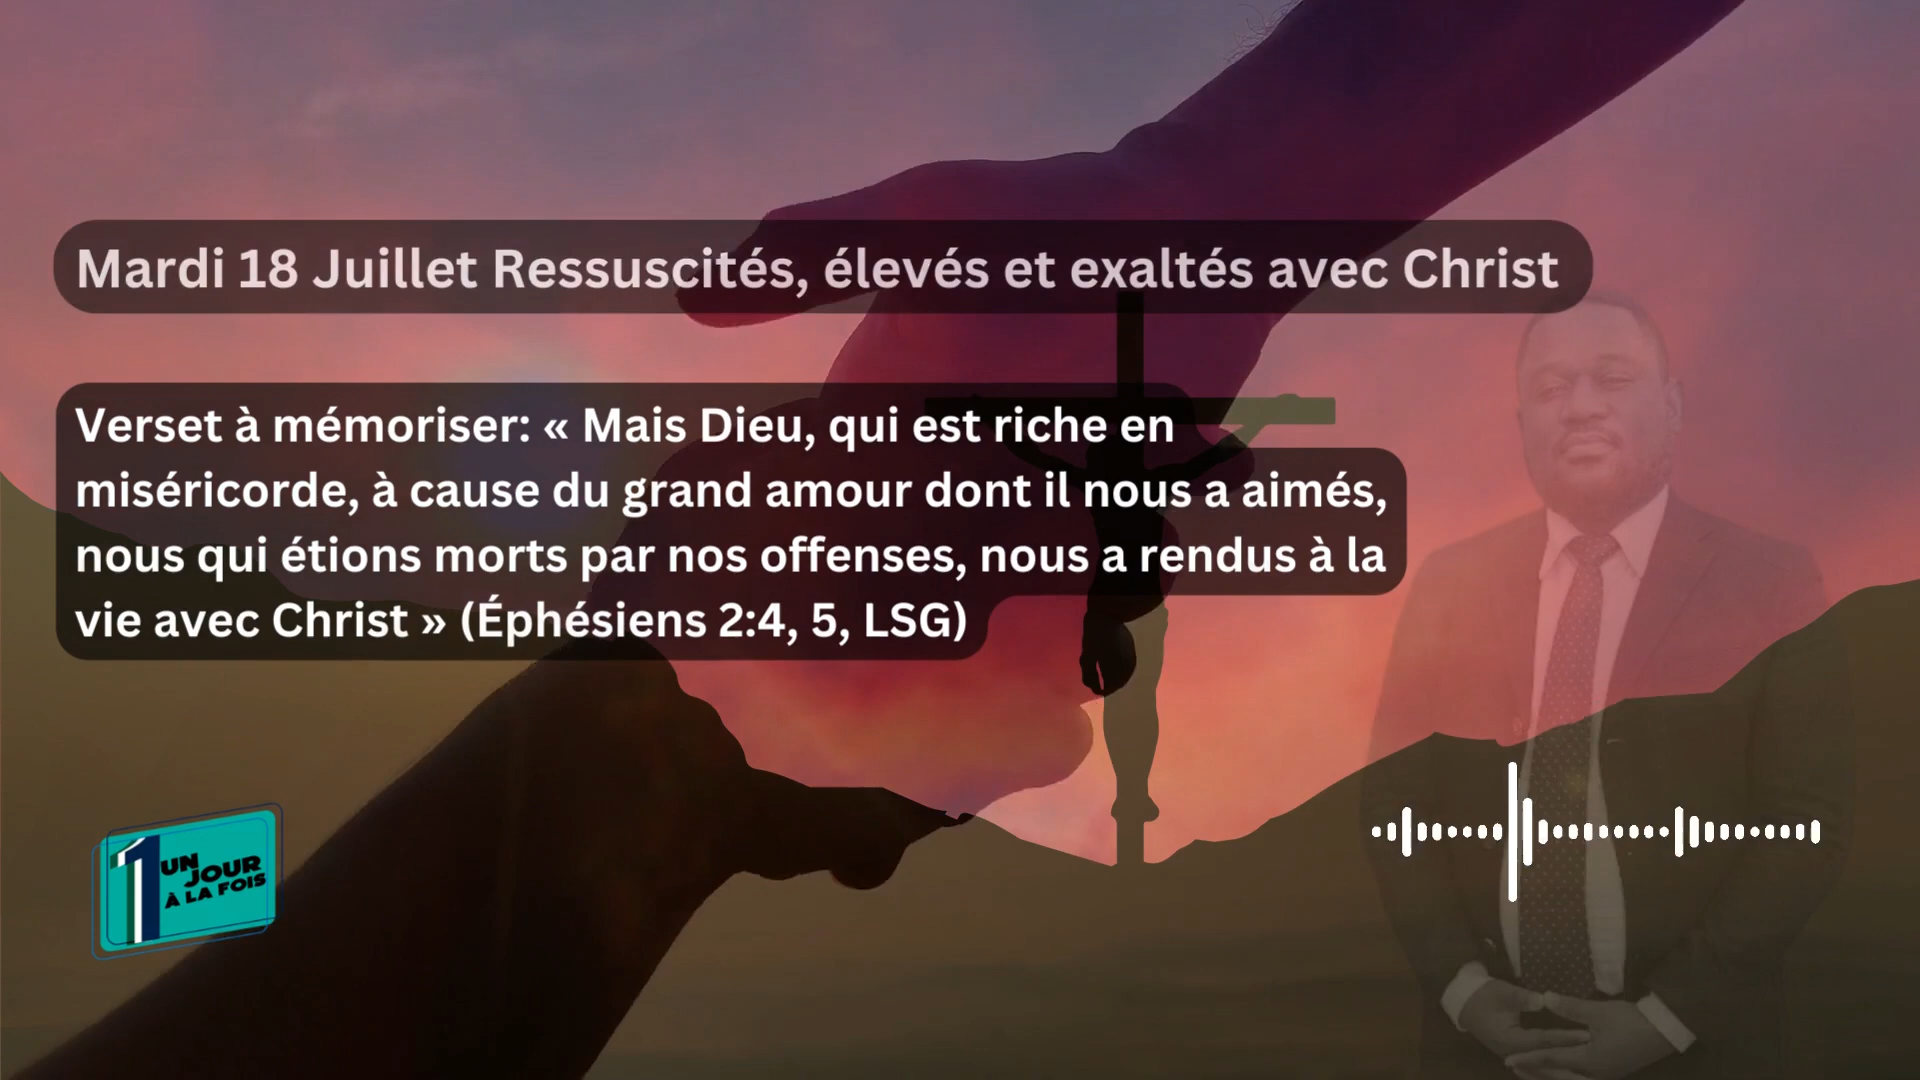 Mardi 18 Juillet Ressuscités, élevés et exaltés avec Christ
Verset à mémoriser: « Mais Dieu, qui est riche en
miséricorde, à cause du grand amour dont il nous a aimés,
nous qui étions morts par nos offenses, nous a rendus à la
vie avec Christ » (Éphésiens 2:4, 5, LSG)
1 UN
JOUR
À LA FOIS